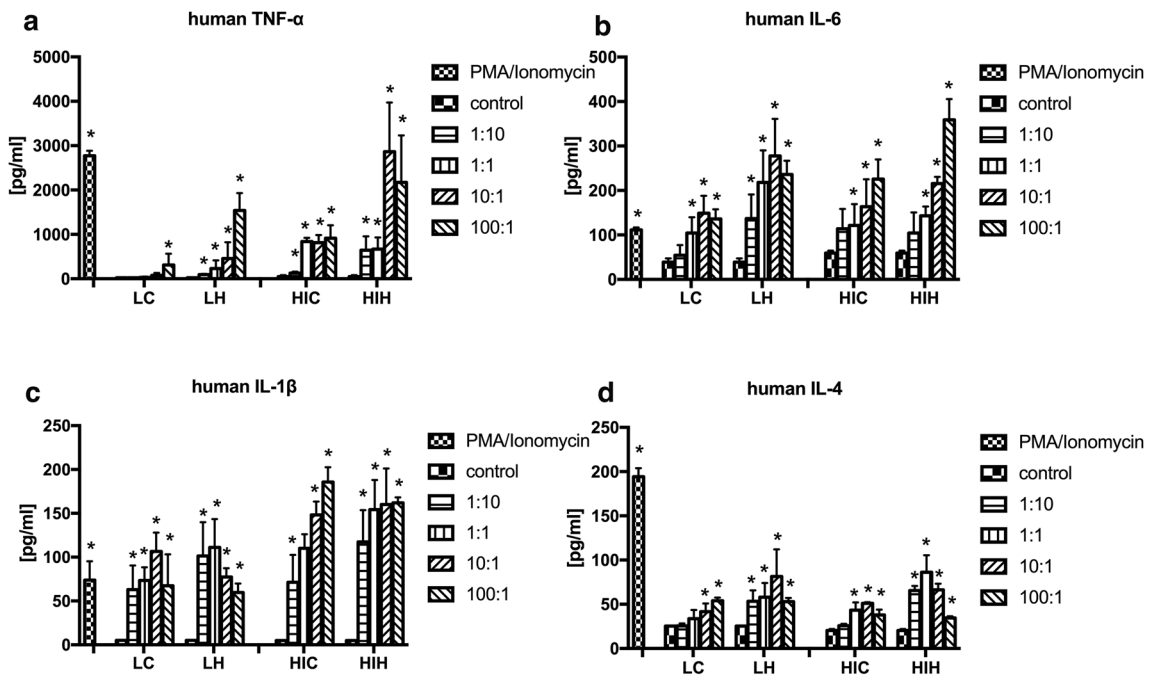 a
human TNF-α
5000
4000
3000
2000
1000
0
[pg/ml]
LC LH HIC HIH
* * * * * * * * * * * * * * *
PMA/Ionomycin
control
1:10
1:1
10:1
100:1
b
human IL-6
500
400
300
200
100
0
[pg/ml]
LC LH HIC HIH
* * * * * * * * * * * * * *
PMA/Ionomycin
control
1:10
1:1
10:1
100:1
c
human IL-1β
250
200
150
100
50
0
[pg/ml]
LC LH HIC HIH
* * * * * * * * * * * * * * * *
PMA/Ionomycin
control
1:10
1:1
10:1
100:1
d
human IL-4
250
200
150
100
50
0
[pg/ml]
LC LH HIC HIH
* * * * * * * * * * * * * *
PMA/Ionomycin
control
1:10
1:1
10:1
100:1